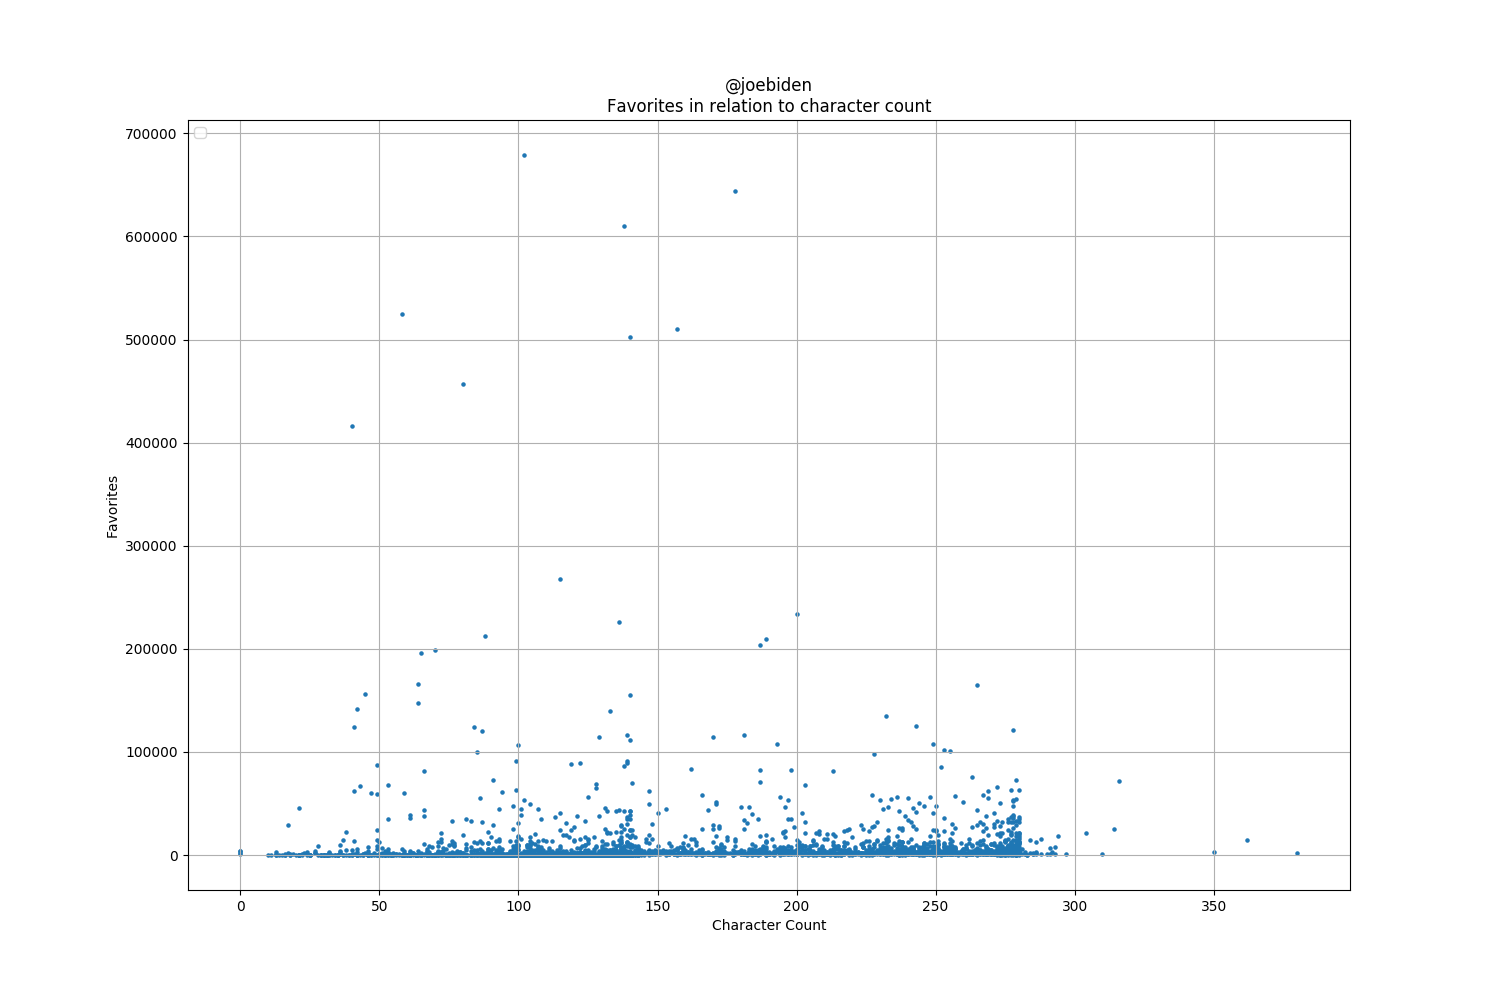 @joebiden
Favorites in relation to character count
700000
600000
500000
400000
300000
200000
100000
0
Favorites
0 50 100 150 200 250 300 350
Character Count